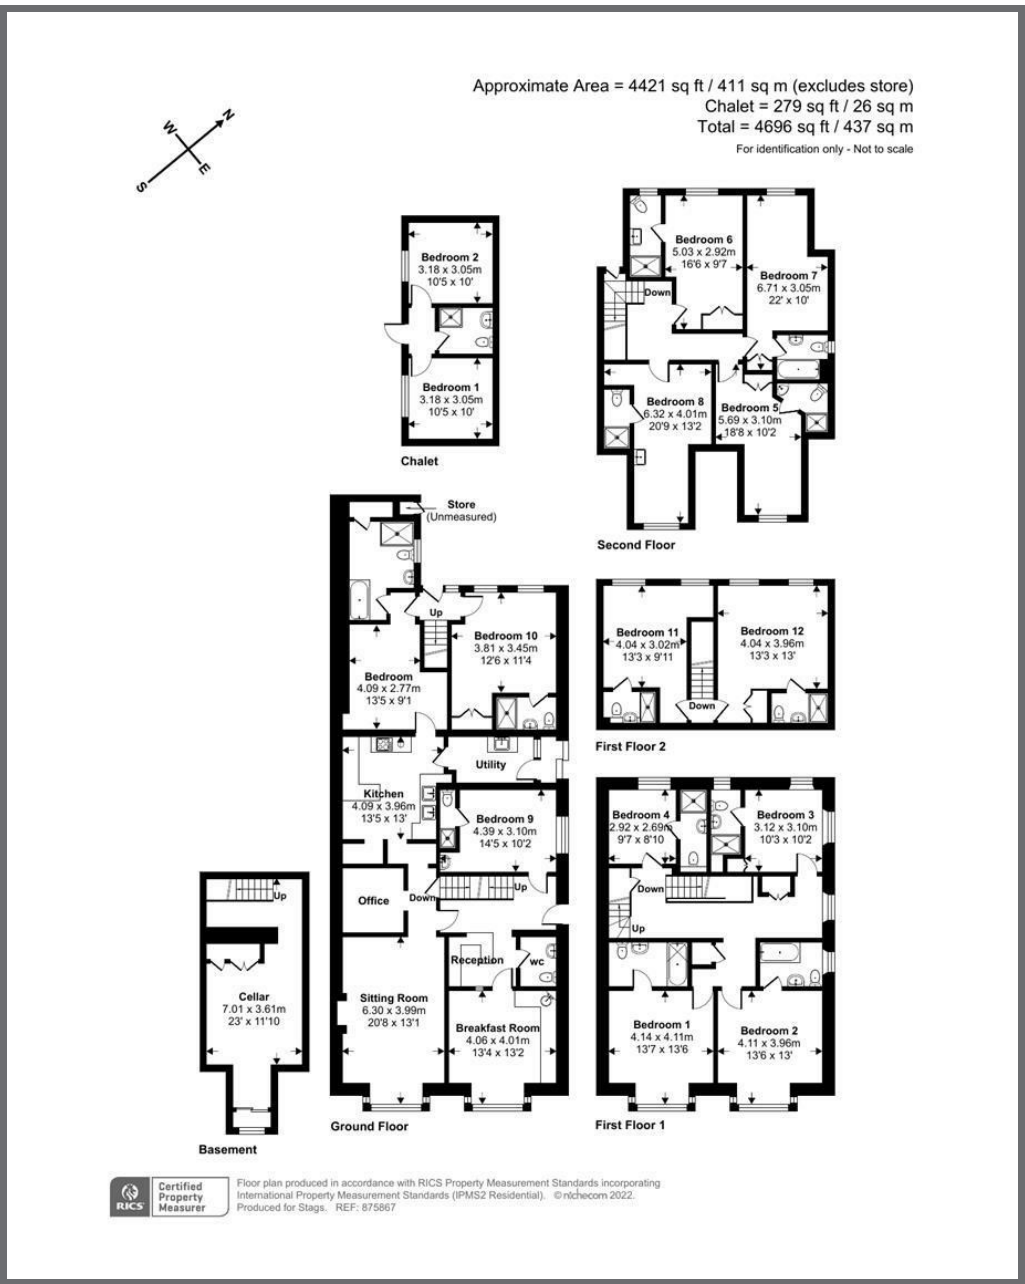 Approximate Area = 4421 sq ft / 411 sq m (excludes store)
Chalet = 279 sq ft / 26 sq m
Total = 4696 sq ft / 437 sq m
For identification only - Not to scale
N
W
E
S
Bedroom 2
3.18 x 3.05m
10'5 x 10'
Bedroom 1
3.18 x 3.05m
10'5 x 10'
Chalet
Bedroom 6
5.03 x 2.92m
16'6 x 9'7
Bedroom 7
6.71 x 3.05m
22' x 10'
Down
Bedroom 8
6.32 x 4.01m
20'9 x 13'2
Bedroom 5
5.69 x 3.10m
18'8 x 10'2
Second Floor
Store
(Unmeasured)
Up
Bedroom 10
3.81 x 3.45m
12'6 x 11'4
Bedroom
4.09 x 2.77m
13'5 x 9'1
Utility
Kitchen
4.09 x 3.96m
13'5 x 13'
Bedroom 9
4.39 x 3.10m
14'5 x 10'2
Up
Down
Office
Reception
wc
Sitting Room
6.30 x 3.99m
20'8 x 13'1
Breakfast Room
4.06 x 4.01m
13'4 x 13'2
Ground Floor
Bedroom 11
4.04 x 3.02m
13'3 x 9'11
Bedroom 12
4.04 x 3.96m
13'3 x 13'
Down
First Floor 2
Bedroom 4
2.92 x 2.69m
9'7 x 8'10
Bedroom 3
3.12 x 3.10m
10'3 x 10'2
Down
Up
Bedroom 1
4.14 x 4.11m
13'7 x 13'6
Bedroom 2
4.11 x 3.96m
13'6 x 13'
First Floor 1
Up
Cellar
7.01 x 3.61m
23' x 11'10
Basement
RICS
Certified
Property
Measurer
Floor plan produced in accordance with RICS Property Measurement Standards incorporating
International Property Measurement Standards (IPMS2 Residential). © nichecom 2022.
Produced for Stags. REF: 875867